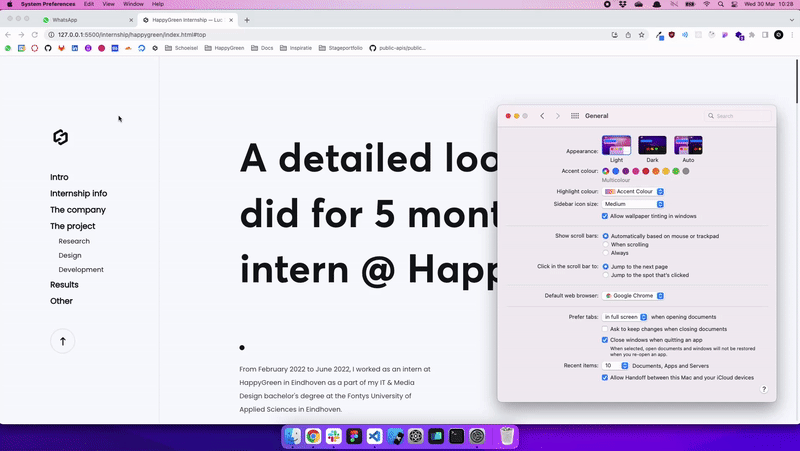 System Preferences Edit View Window Help
Wed 30 Mar 10:28
WhatsApp
HappyGreen Internship — Luc
127.0.0.1:5500/internship/happygreen/index.html#top
Schoeisel
HappyGreen
Docs
Inspiratie
Stageportfolio
public-apis/public...
Intro
Internship info
The company
The project
Research
Design
Development
Results
Other
A detailed loo
did for 5 mont
intern @ Happ
From February 2022 to June 2022, I worked as an intern at
HappyGreen in Eindhoven as a part of my IT & Media
Design bachelor's degree at the Fontys University of
Applied Sciences in Eindhoven.
General
Search
Appearance:
Light
Dark
Auto
Accent colour:
Multicolour
Highlight colour:
Accent Colour
Sidebar icon size:
Medium
Allow wallpaper tinting in windows
Show scroll bars:
Automatically based on mouse or trackpad
When scrolling
Always
Click in the scroll bar to:
Jump to the next page
Jump to the spot that's clicked
Default web browser:
Google Chrome
Prefer tabs:
in full screen
when opening documents
Ask to keep changes when closing documents
Close windows when quitting an app
When selected, open documents and windows will not be restored
when you re-open an app.
Recent items:
10
Documents, Apps and Servers
Allow Handoff between this Mac and your iCloud devices
?